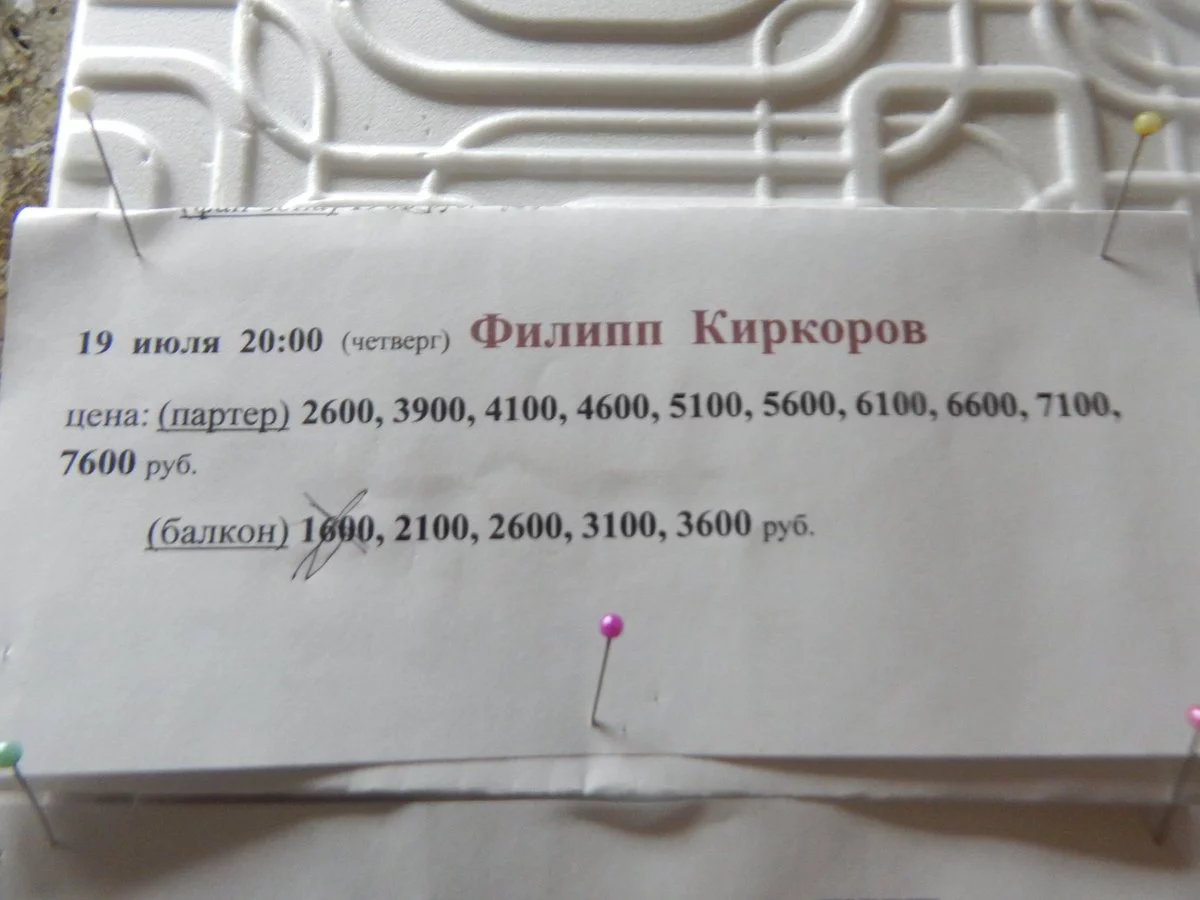 19 июля 20:00 (четверг) Филипп Киркоров
цена: (партер) 2600, 3900, 4100, 4600, 5100, 5600, 6100, 6600, 7100,
7600 руб.
(балкон) 1600, 2100, 2600, 3100, 3600 руб.